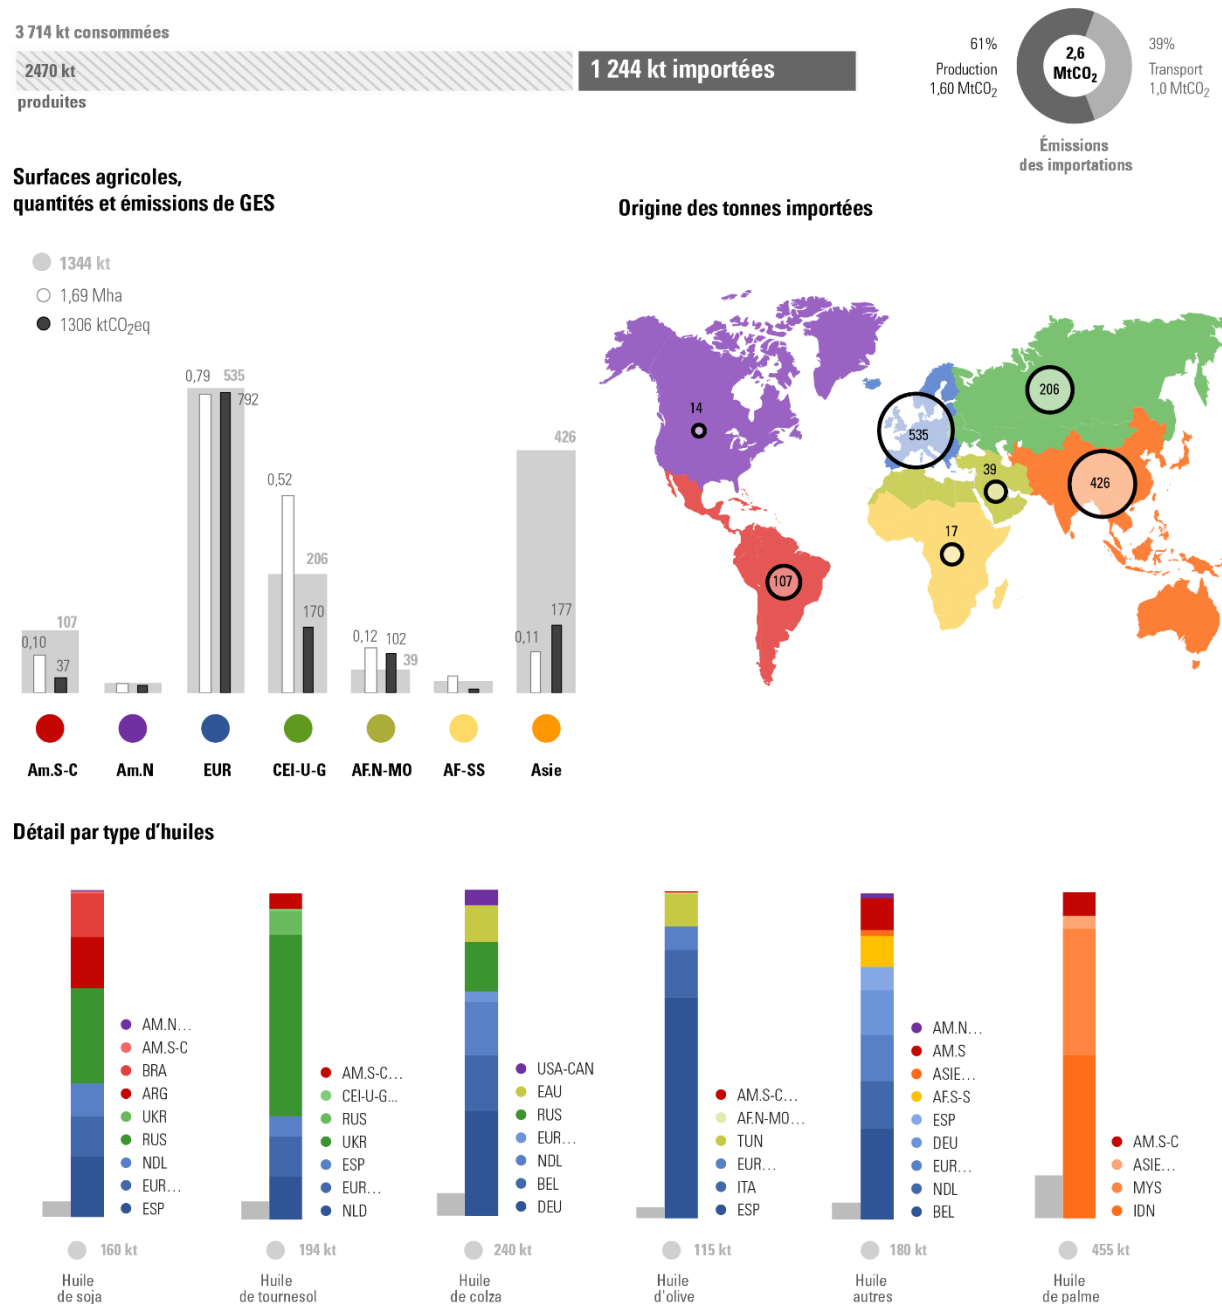 3 714 kt consommées
2470 kt
produites
1 244 kt importées
61%
Production
1,60 MtCO2
2,6
MtCO2
39%
Transport
1,0 MtCO2
Émissions
des importations
Surfaces agricoles,
quantités et émissions de GES
1344 kt
1,69 Mha
1306 ktCO2eq
0,10
107
37
0,79
535
792
0,52
206
170
0,12
102
39
426
0,11
177
Am.S-C
Am.N
EUR
CEI-U-G
AF.N-MO
AF-SS
Asie
Origine des tonnes importées
14
535
206
39
426
17
107
Détail par type d'huiles
AM.N...
AM.S-C
BRA
ARG
UKR
RUS
NDL
EUR...
ESP
160 kt
Huile
de soja
AM.S-C...
CEI-U-G...
RUS
UKR
ESP
EUR...
NLD
194 kt
Huile
de tournesol
USA-CAN
EAU
RUS
EUR...
NDL
BEL
DEU
240 kt
Huile
de colza
AM.S-C...
AF.N-MO...
TUN
EUR...
ITA
ESP
115 kt
Huile
d'olive
AM.N...
AM.S
ASIE...
AF.S-S
ESP
DEU
EUR...
NDL
BEL
180 kt
Huile
autres
AM.S-C
ASIE...
MYS
IDN
455 kt
Huile
de palme